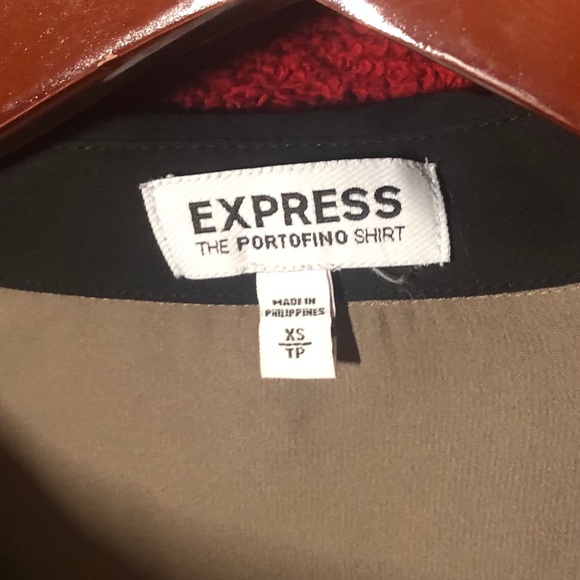 EXPRESS
THE PORTOFINO SHIRT
MADE IN
PHILIPPINES
XS
TP